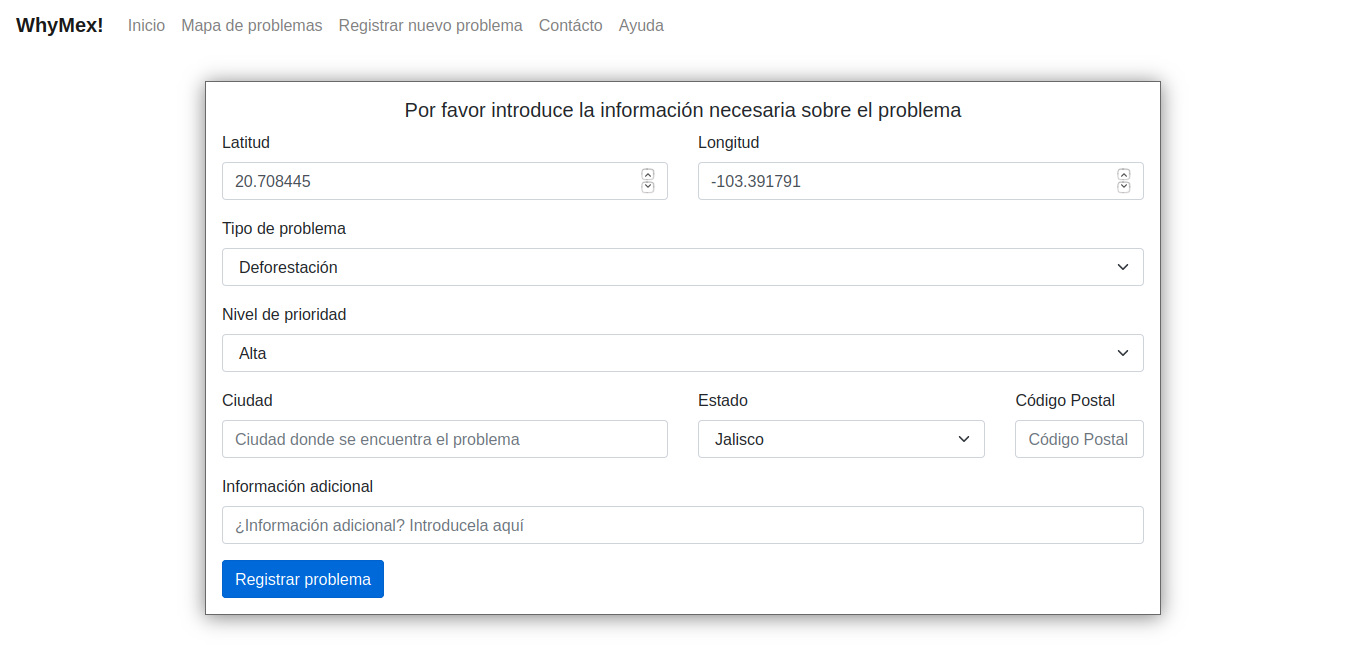 WhyMex! Inicio Mapa de problemas Registrar nuevo problema Contácto Ayuda
Por favor introduce la información necesaria sobre el problema
Latitud Longitud
20.708445 -103.391791
Tipo de problema
Deforestación
Nivel de prioridad
Alta
Ciudad Estado Código Postal
Ciudad donde se encuentra el problema Jalisco Código Postal
Información adicional
¿Información adicional? Introducela aquí
Registrar problema